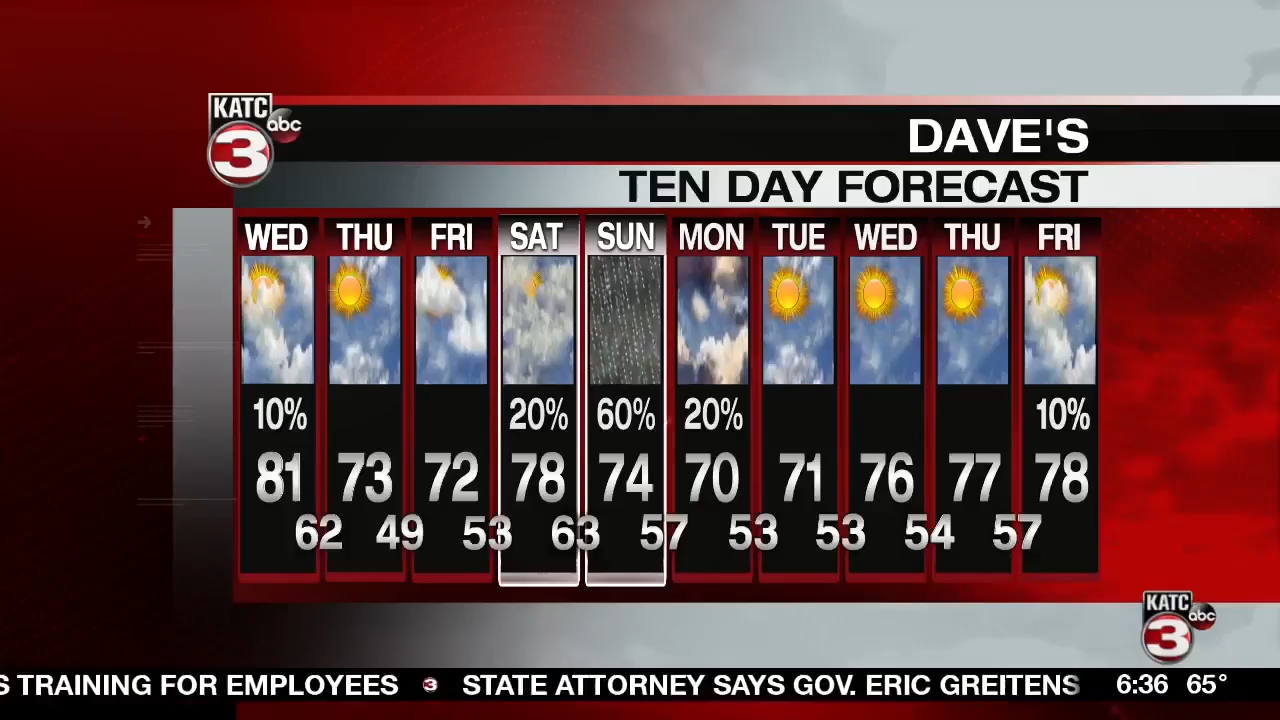 KATC
abc
3
DAVE'S
TEN DAY FORECAST
WED THU FRI SAT SUN MON TUE WED THU FRI
10% 20% 60% 20% 10%
81 73 72 78 74 70 71 76 77 78
62 49 53 63 57 53 53 54 57
KATC
abc
3
S TRAINING FOR EMPLOYEES 3 STATE ATTORNEY SAYS GOV. ERIC GREITENS 6:36 65°